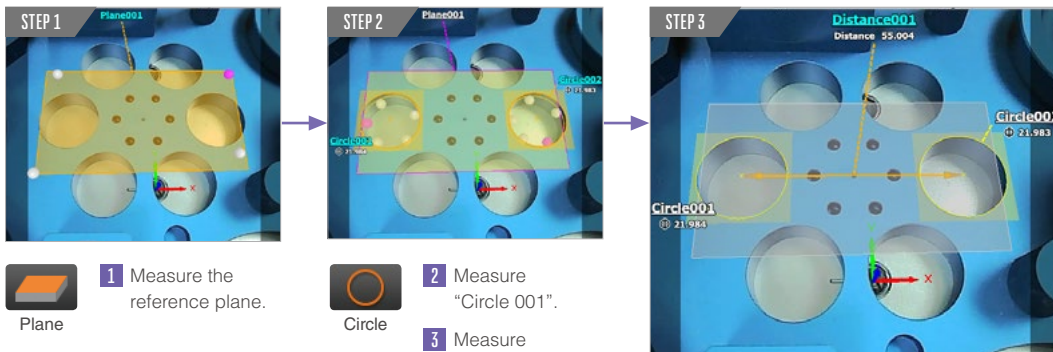 STEP 1
Plane001
STEP 2
Plane001
Circle002
21.983
Circle001
21.984
STEP 3
Distance001
Distance 55.004
Circle002
21.983
Circle001
21.984
X
X
Plane
1 Measure the
reference plane.
Circle
2 Measure
“Circle 001”.
3 Measure